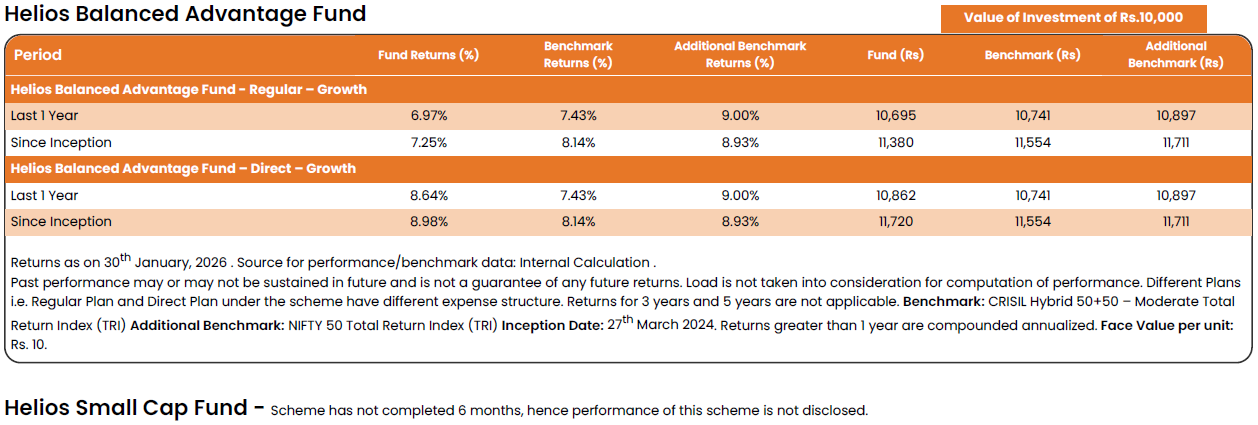 Helios Balanced Advantage Fund
Value of Investment of Rs.10,000
Period Fund Returns (%) Benchmark Returns (%) Additional Benchmark Returns (%) Fund (Rs) Benchmark (Rs) Additional Benchmark (Rs)
Helios Balanced Advantage Fund - Regular – Growth
Last 1 Year 6.97% 7.43% 9.00% 10,695 10,741 10,897
Since Inception 7.25% 8.14% 8.93% 11,380 11,554 11,711
Helios Balanced Advantage Fund – Direct – Growth
Last 1 Year 8.64% 7.43% 9.00% 10,862 10,741 10,897
Since Inception 8.98% 8.14% 8.93% 11,720 11,554 11,711
Returns as on 30th January, 2026 . Source for performance/benchmark data: Internal Calculation .
Past performance may or may not be sustained in future and is not a guarantee of any future returns. Load is not taken into consideration for computation of performance. Different Plans
i.e. Regular Plan and Direct Plan under the scheme have different expense structure. Returns for 3 years and 5 years are not applicable. Benchmark: CRISIL Hybrid 50+50 – Moderate Total
Return Index (TRI) Additional Benchmark: NIFTY 50 Total Return Index (TRI) Inception Date: 27th March 2024. Returns greater than 1 year are compounded annualized. Face Value per unit:
Rs. 10.
Helios Small Cap Fund - Scheme has not completed 6 months, hence performance of this scheme is not disclosed.